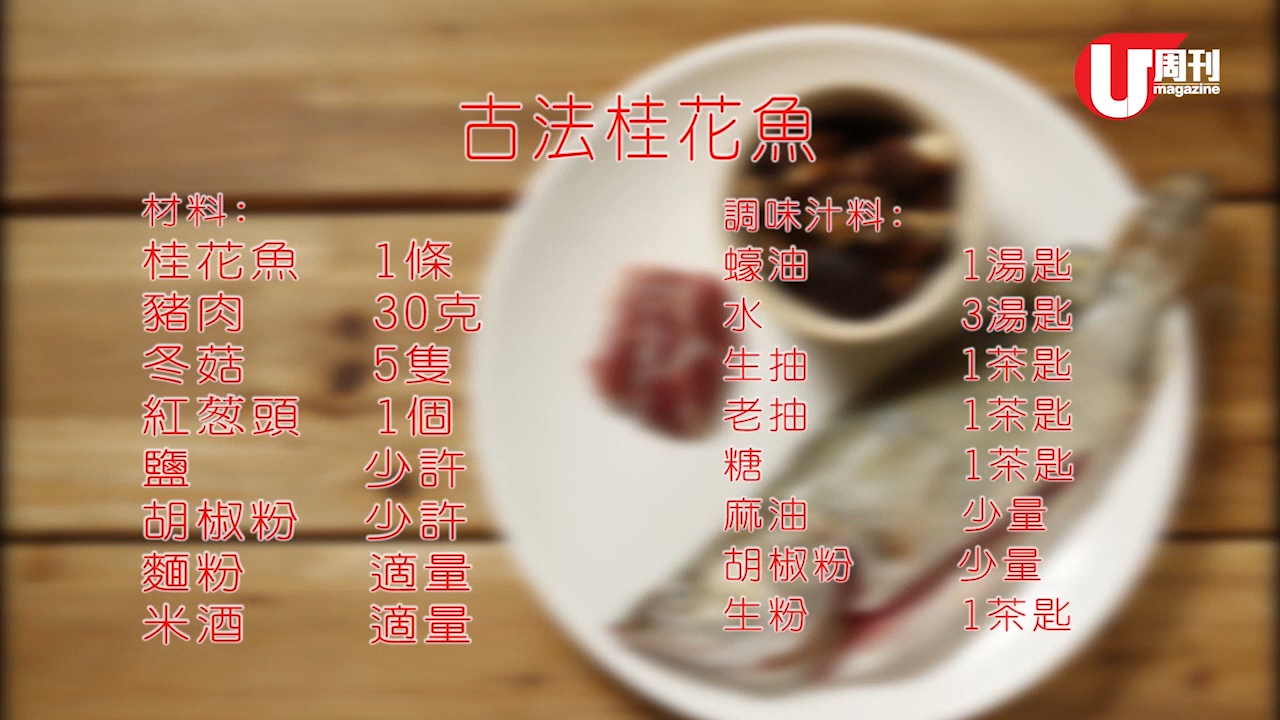 U周刊
magazine
古法桂花魚
材料:
桂花魚 1條
豬肉 30克
冬菇 5隻
紅葱頭 1個
鹽 少許
胡椒粉 少許
麵粉 適量
米酒 適量
調味汁料:
蠔油 1湯匙
水 3湯匙
生抽 1茶匙
老抽 1茶匙
糖 1茶匙
麻油 少量
胡椒粉 少量
生粉 1茶匙